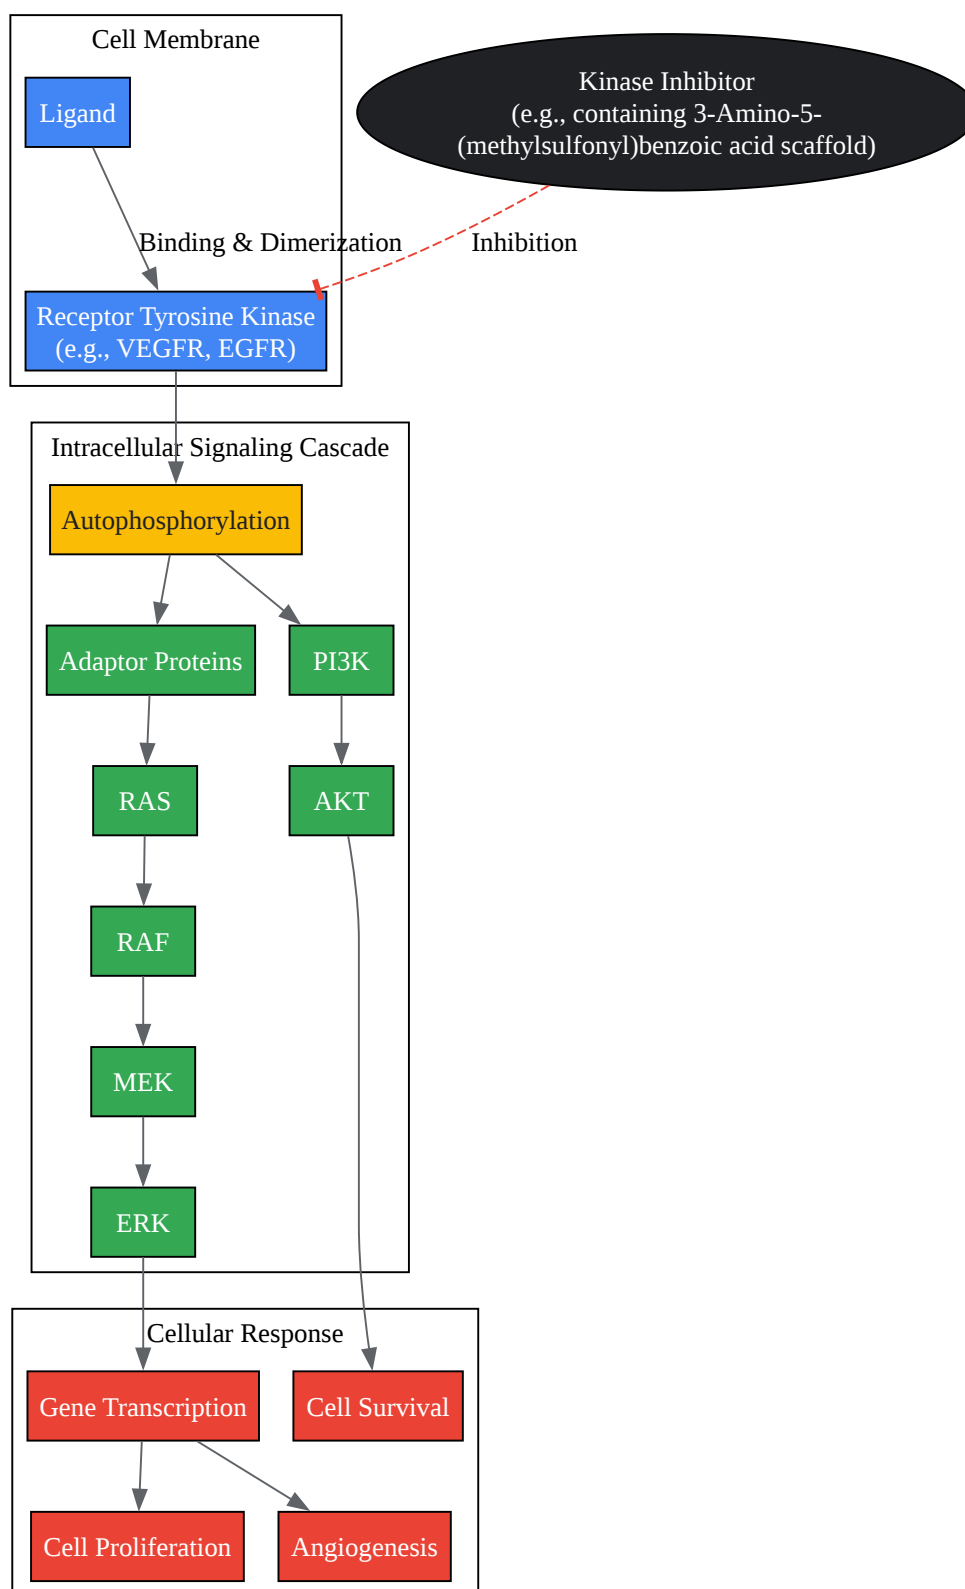 Cell Membrane
Ligand
Kinase Inhibitor
(e.g., containing 3-Amino-5-
(methylsulfonyl)benzoic acid scaffold)
Binding & Dimerization
Inhibition
Receptor Tyrosine Kinase
(e.g., VEGFR, EGFR)
Intracellular Signaling Cascade
Autophosphorylation
Adaptor Proteins
PI3K
RAS
AKT
RAF
MEK
ERK
Cellular Response
Gene Transcription
Cell Survival
Cell Proliferation
Angiogenesis